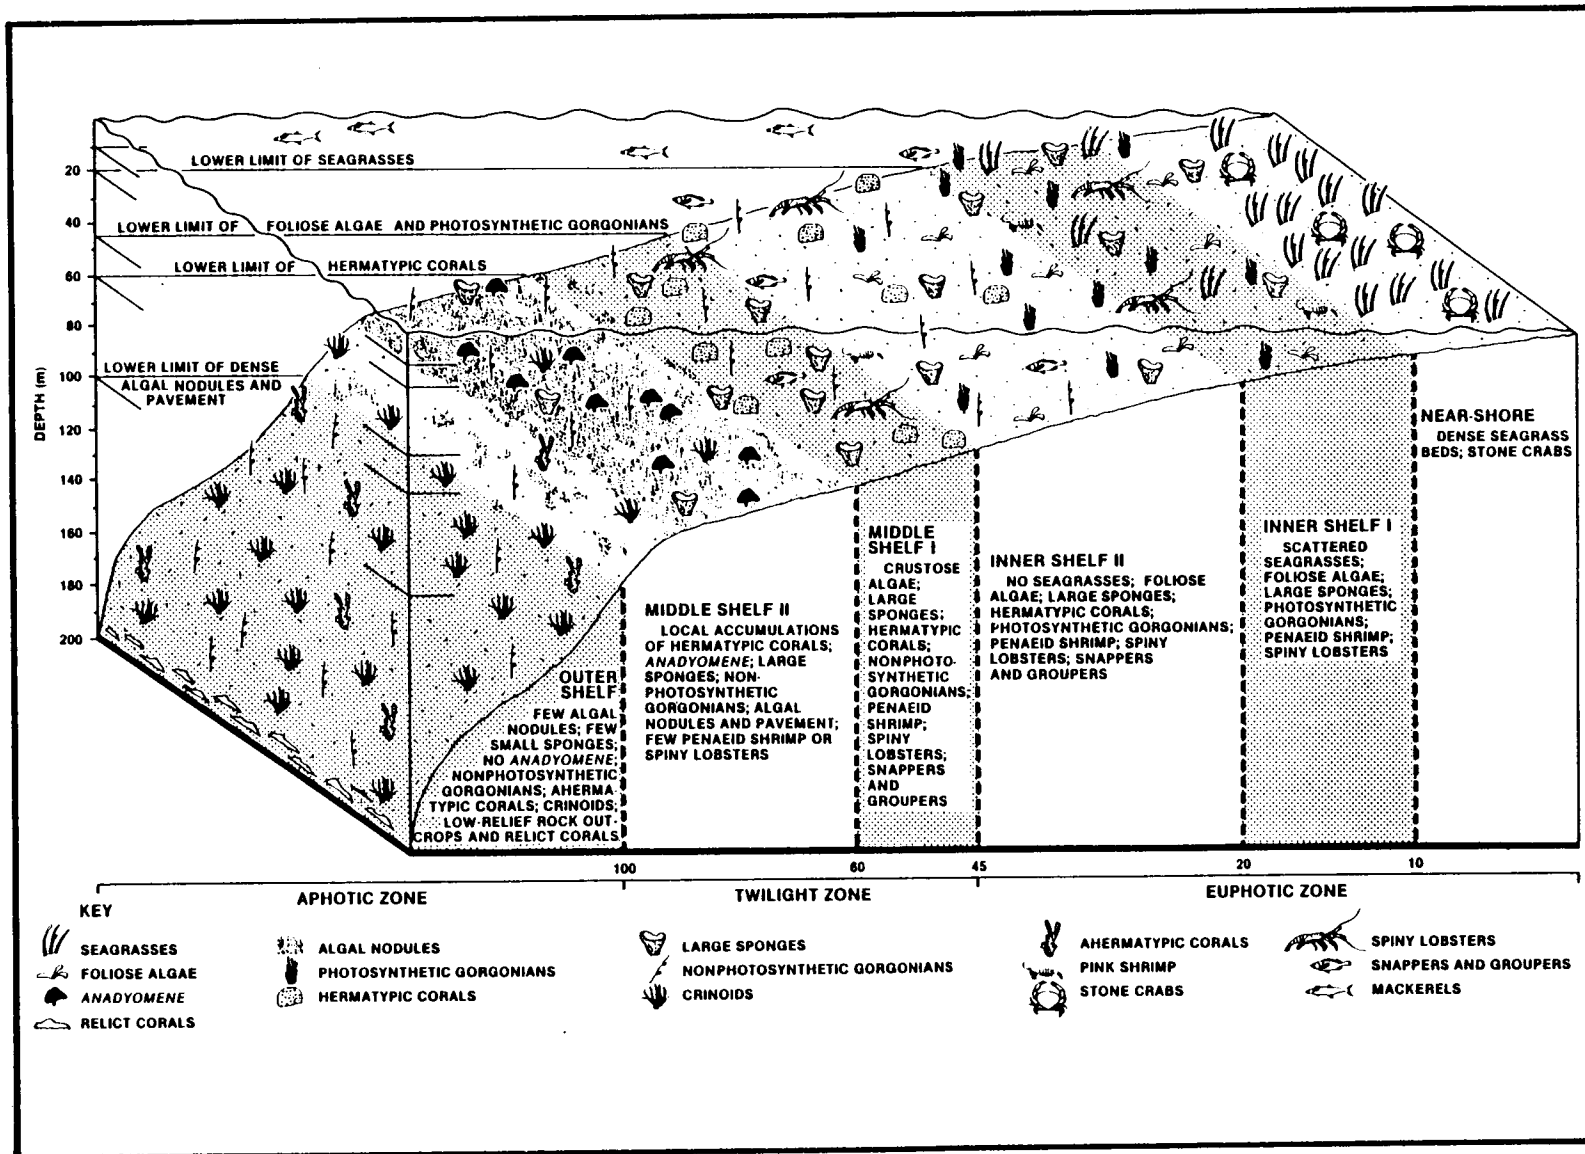 LOWER LIMIT OF SEAGRASSES
LOWER LIMIT OF FOLIOSE ALGAE AND PHOTOSYNTHETIC GORGONIANS
LOWER LIMIT OF HERMATYPIC CORALS
LOWER LIMIT OF DENSE
ALGAL NODULES AND
PAVEMENT
DEPTH (m)
20
40
60
80
100
120
140
160
180
200
OUTER
SHELF
FEW ALGAL
NODULES; FEW
SMALL SPONGES;
NO ANADYOMENE;
NONPHOTOSYNTHETIC
GORGONIANS; AHERMA-
TYPIC CORALS; CRINOIDS;
LOW-RELIEF ROCK OUT-
CROPS AND RELICT CORALS
MIDDLE SHELF II
LOCAL ACCUMULATIONS
OF HERMATYPIC CORALS;
ANADYOMENE; LARGE
SPONGES; NON-
PHOTOSYNTHETIC
GORGONIANS; ALGAL
NODULES AND PAVEMENT;
FEW PENAEID SHRIMP OR
SPINY LOBSTERS
MIDDLE
SHELF I
CRUSTOSE
ALGAE;
LARGE
SPONGES;
HERMATYPIC
CORALS;
NONPHOTO-
SYNTHETIC
GORGONIANS;
PENAEID
SHRIMP;
SPINY
LOBSTERS;
SNAPPERS
AND
GROUPERS
INNER SHELF II
NO SEAGRASSES; FOLIOSE
ALGAE; LARGE SPONGES;
HERMATYPIC CORALS;
PHOTOSYNTHETIC GORGONIANS;
PENAEID SHRIMP; SPINY
LOBSTERS; SNAPPERS
AND GROUPERS
INNER SHELF I
SCATTERED
SEAGRASSES;
FOLIOSE ALGAE;
LARGE SPONGES;
PHOTOSYNTHETIC
GORGONIANS;
PENAEID SHRIMP;
SPINY LOBSTERS
NEAR-SHORE
DENSE SEAGRASS
BEDS; STONE CRABS
100 60 45 20 10
APHOTIC ZONE TWILIGHT ZONE EUPHOTIC ZONE
KEY
SEAGRASSES
FOLIOSE ALGAE
ANADYOMENE
RELICT CORALS
ALGAL NODULES
PHOTOSYNTHETIC GORGONIANS
HERMATYPIC CORALS
LARGE SPONGES
NONPHOTOSYNTHETIC GORGONIANS
CRINOIDS
AHERMATYPIC CORALS
PINK SHRIMP
STONE CRABS
SPINY LOBSTERS
SNAPPERS AND GROUPERS
MACKERELS